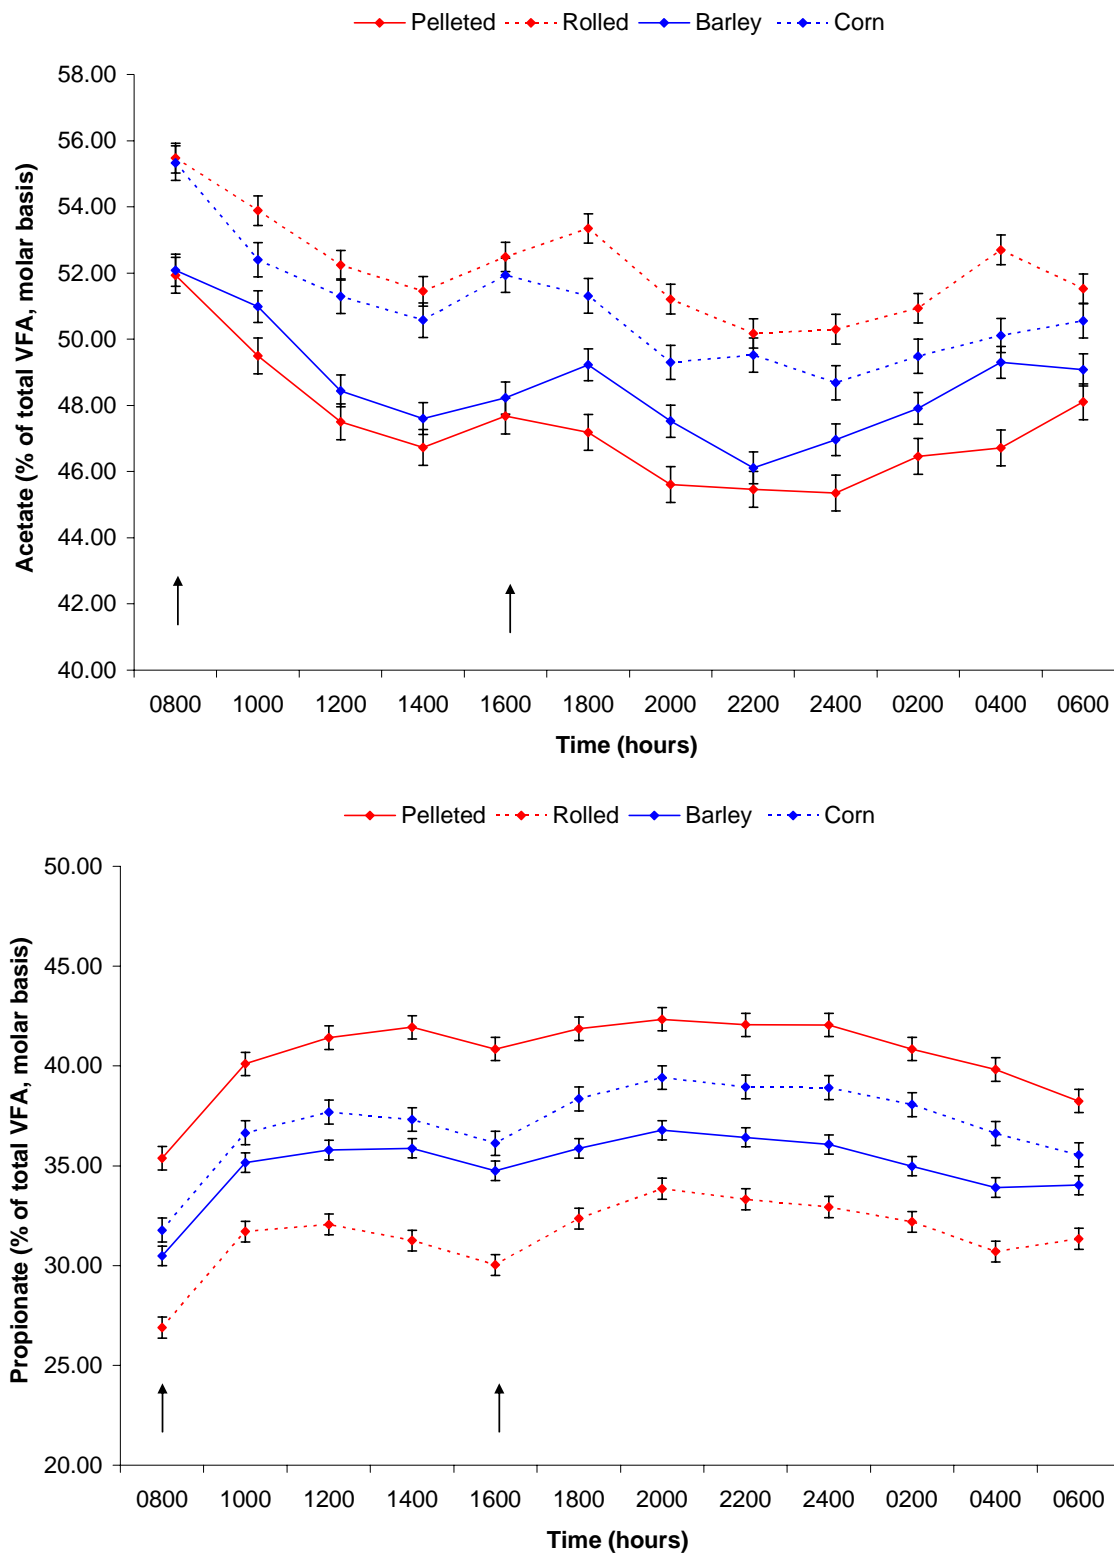 Pelleted Rolled Barley Corn
58.00
56.00
54.00
52.00
50.00
48.00
46.00
44.00
42.00
40.00
Acetate (% of total VFA, molar basis)
0800 1000 1200 1400 1600 1800 2000 2200 2400 0200 0400 0600
Time (hours)
Pelleted Rolled Barley Corn
50.00
45.00
40.00
35.00
30.00
25.00
20.00
Propionate (% of total VFA, molar basis)
0800 1000 1200 1400 1600 1800 2000 2200 2400 0200 0400 0600
Time (hours)